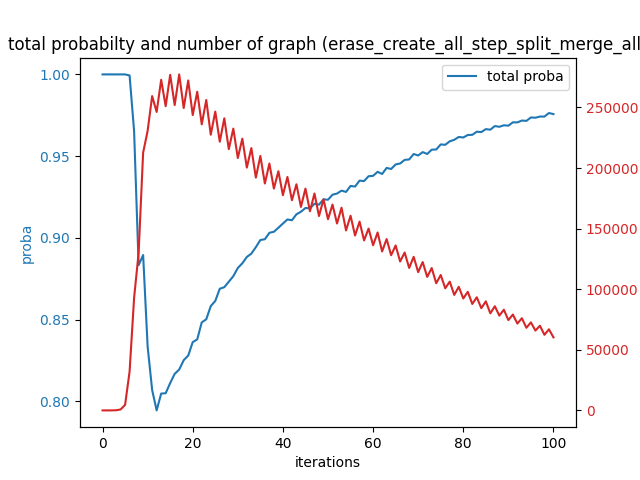 total probabilty and number of graph (erase_create_all_step_split_merge_all
total proba
1.00
0.95
0.90
0.85
0.80
proba
250000
200000
150000
100000
50000
0
0 20 40 60 80 100
iterations